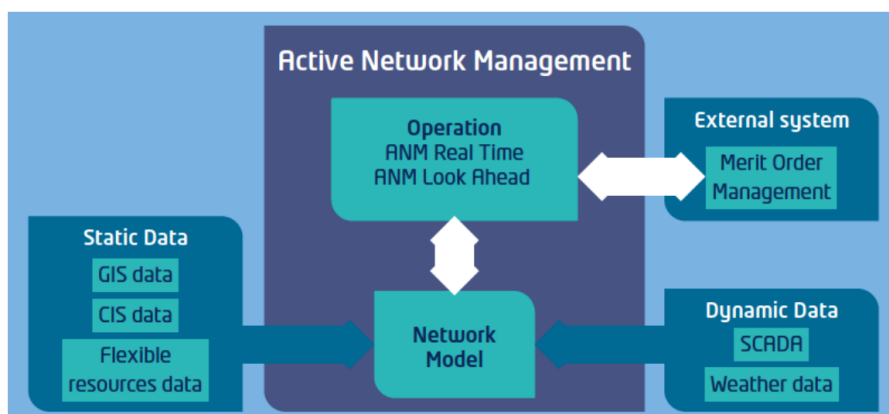 Active Network Management
Operation
ANM Real Time
ANM Look Ahead
External system
Merit Order
Management
Static Data
GIS data
CIS data
Flexible
resources data
Network
Model
Dynamic Data
SCADA
Weather data